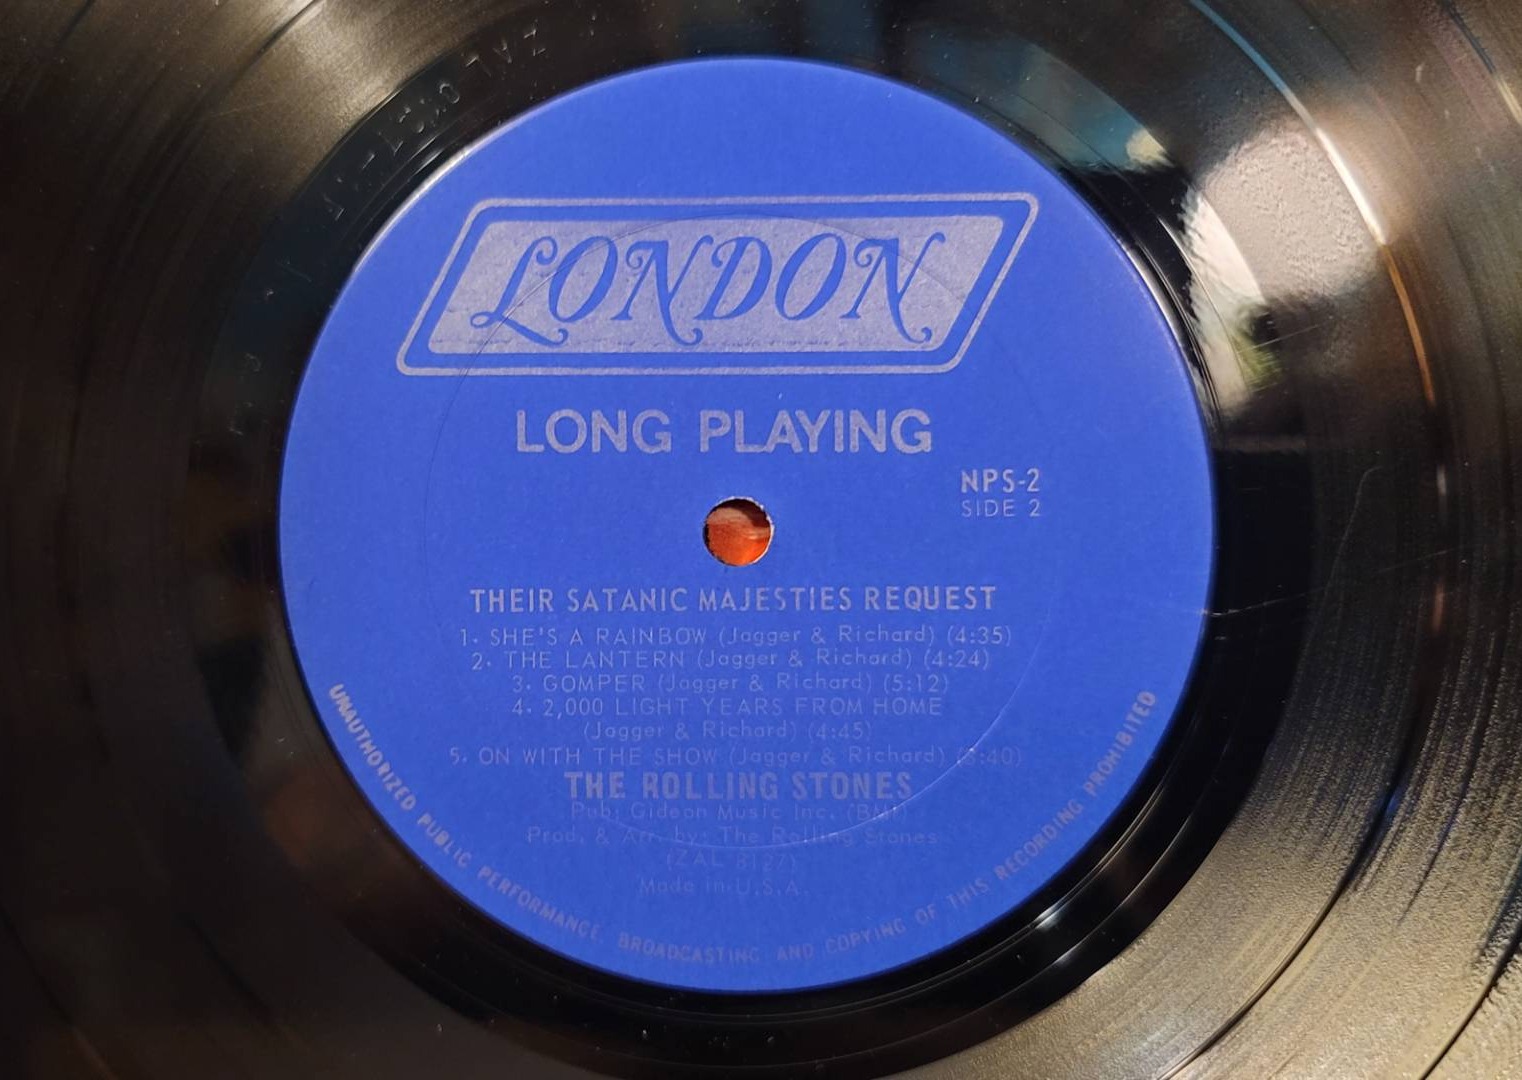 LONDON
LONG PLAYING
NPS-2
SIDE 2
THEIR SATANIC MAJESTIES REQUEST
1. SHE'S A RAINBOW (Jagger & Richard) (4:35)
2. THE LANTERN (Jagger & Richard) (4:24)
3. GOMPER (Jagger & Richard) (5:12)
4. 2,000 LIGHT YEARS FROM HOME
(Jagger & Richard) (4:45)
5. ON WITH THE SHOW (Jagger & Richard) (3:40)
THE ROLLING STONES
Pub: Gideon Music Inc. (BMI)
Prod. & Arr. by: The Rolling Stones
(ZAL 8127)
Made in U.S.A.
UNAUTHORIZED PUBLIC PERFORMANCE, BROADCASTING AND COPYING OF THIS RECORDING PROHIBITED